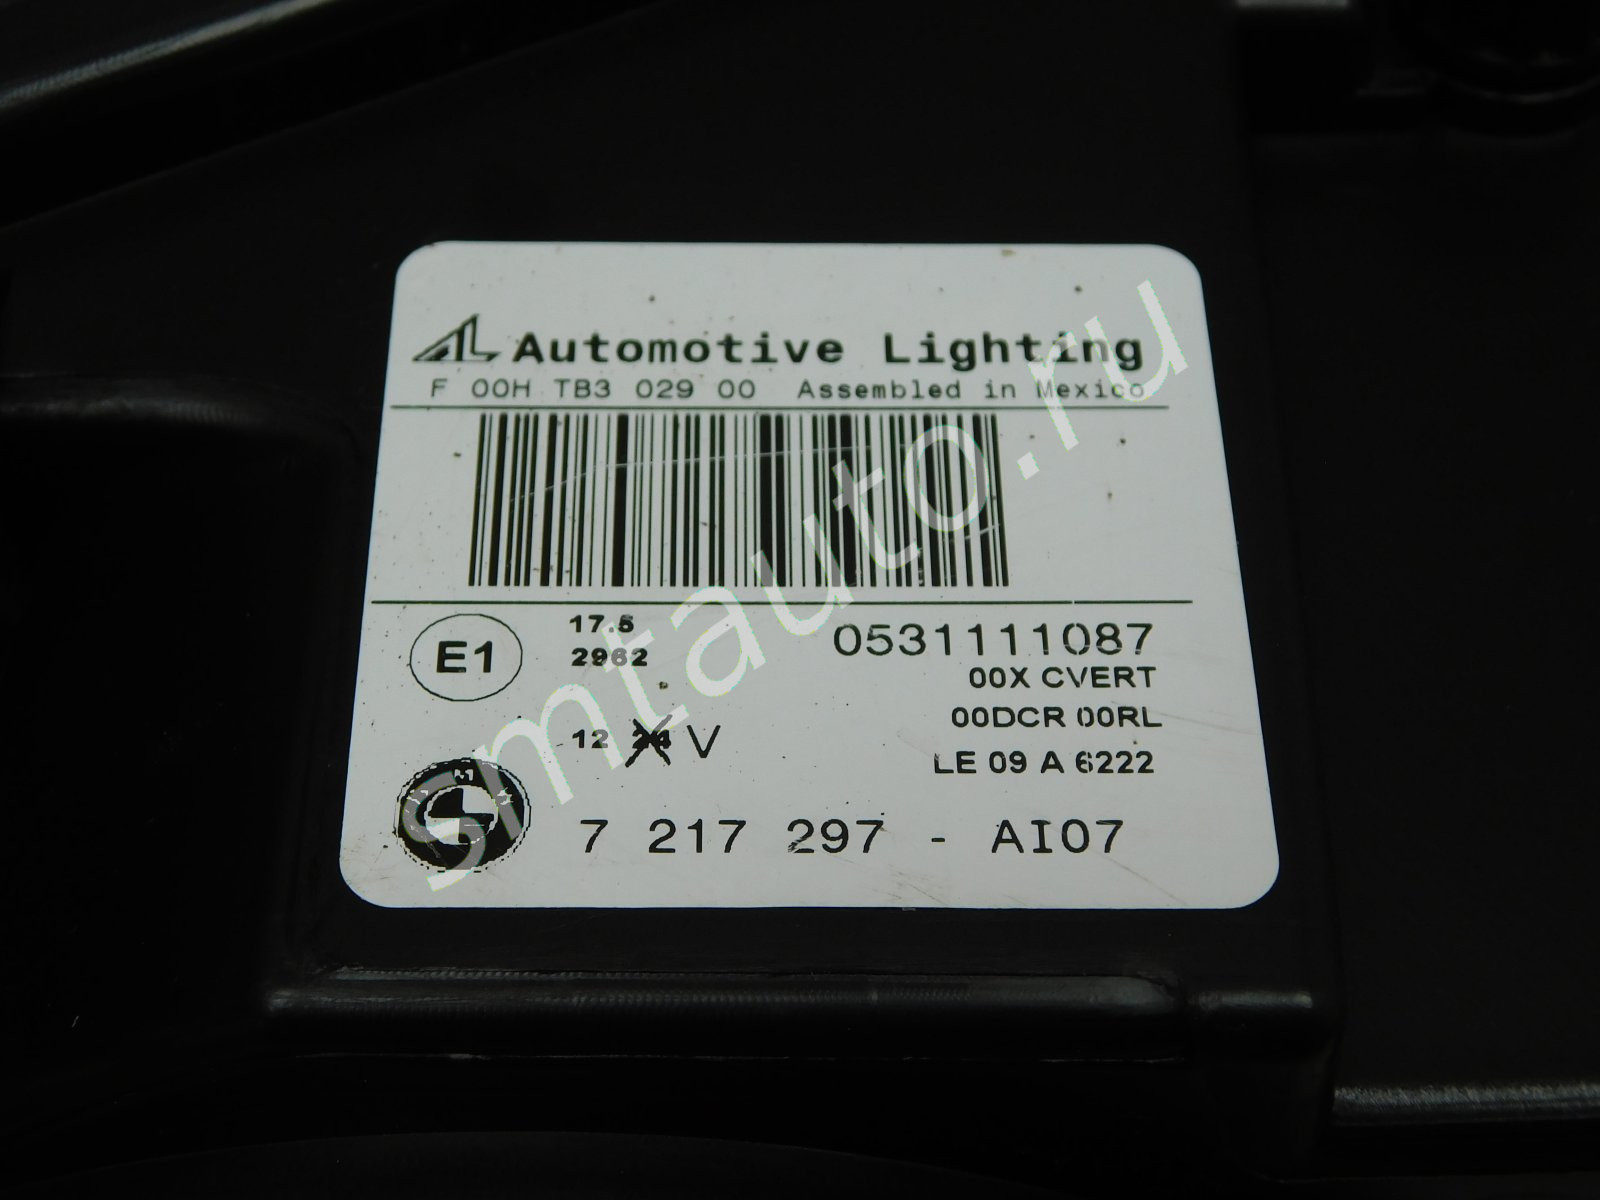 AL Automotive Lighting
F 00H TB3 029 00 Assembled in Mexico
E1
17.5
2962
0531111087
00X CVERT
00DCR 00RL
12 24 V
LE 09 A 6222
7 217 297 - AI07
smtauto.ru